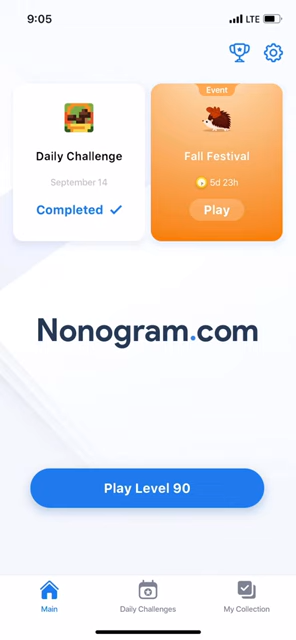 9:05
LTE
Event
Daily Challenge
Fall Festival
September 14
5d 23h
Completed
Play
Nonogram.com
Play Level 90
Main
Daily Challenges
My Collection